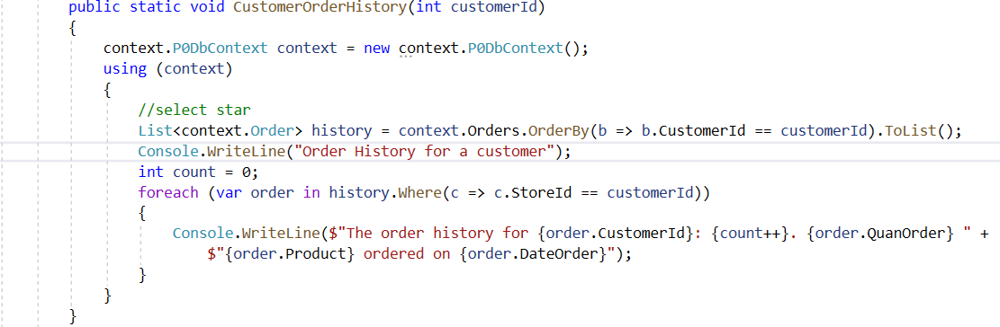 public static void CustomerOrderHistory(int customerId)
{
context.P0DbContext context = new context.P0DbContext();
using (context)
{
//select star
List<context.Order> history = context.Orders.OrderBy(b => b.CustomerId == customerId).ToList();
Console.WriteLine("Order History for a customer");
int count = 0;
foreach (var order in history.Where(c => c.StoreId == customerId))
{
Console.WriteLine($"The order history for {order.CustomerId}: {count++}. {order.QuanOrder} " +
$"{order.Product} ordered on {order.DateOrder}");
}
}
}